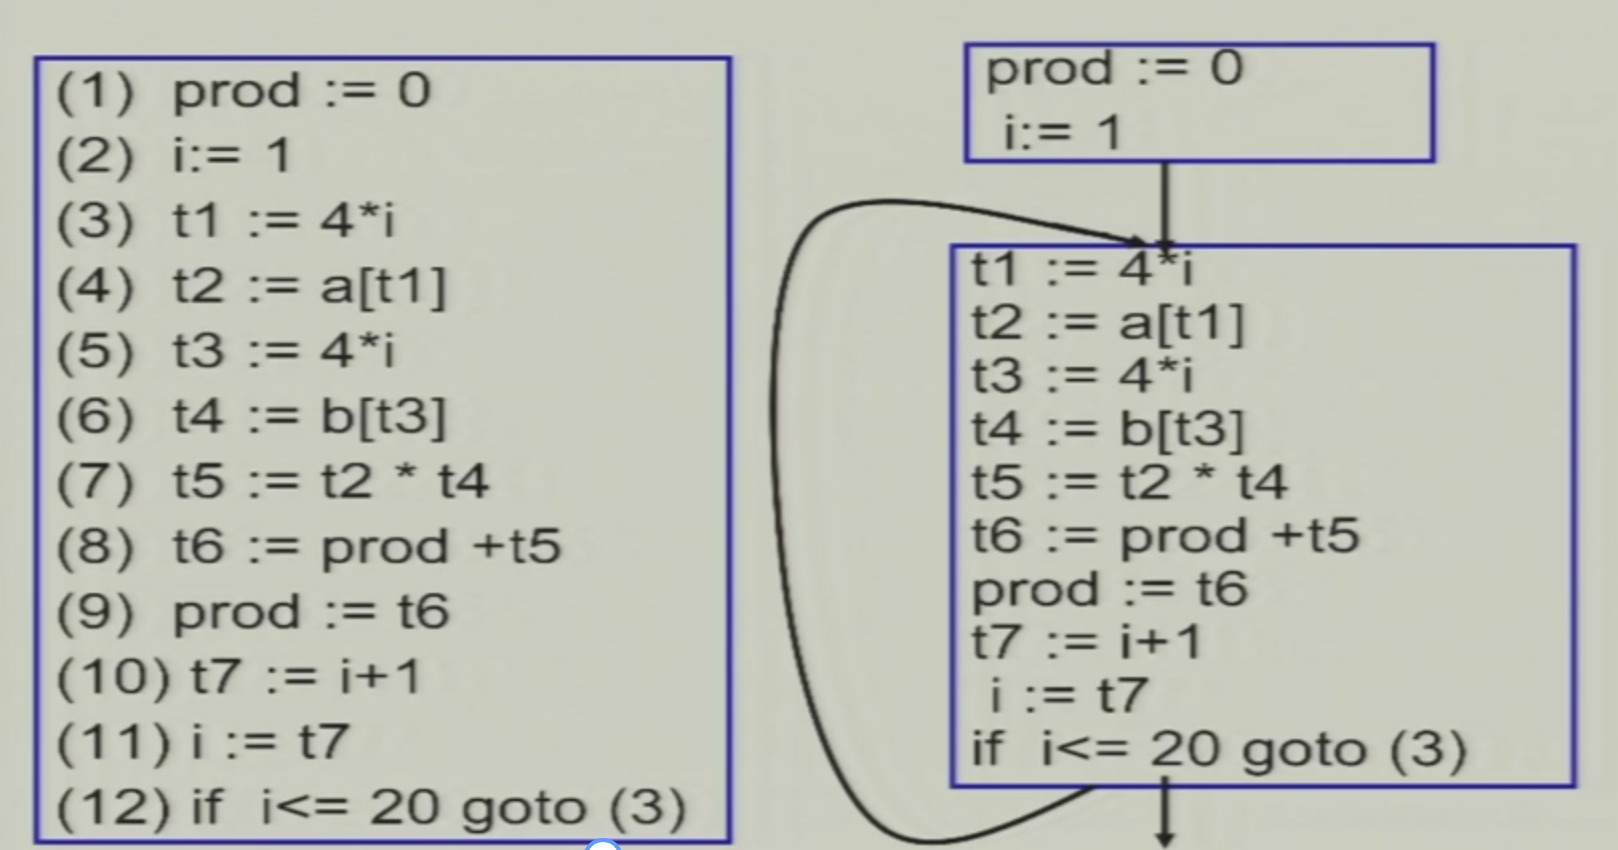 (1) prod := 0
(2) i:= 1
(3) t1 := 4*i
(4) t2 := a[t1]
(5) t3 := 4*i
(6) t4 := b[t3]
(7) t5 := t2 * t4
(8) t6 := prod +t5
(9) prod := t6
(10) t7 := i+1
(11) i := t7
(12) if i<= 20 goto (3)
prod := 0
i:= 1
t1 := 4*i
t2 := a[t1]
t3 := 4*i
t4 := b[t3]
t5 := t2 * t4
t6 := prod +t5
prod := t6
t7 := i+1
i := t7
if i<= 20 goto (3)